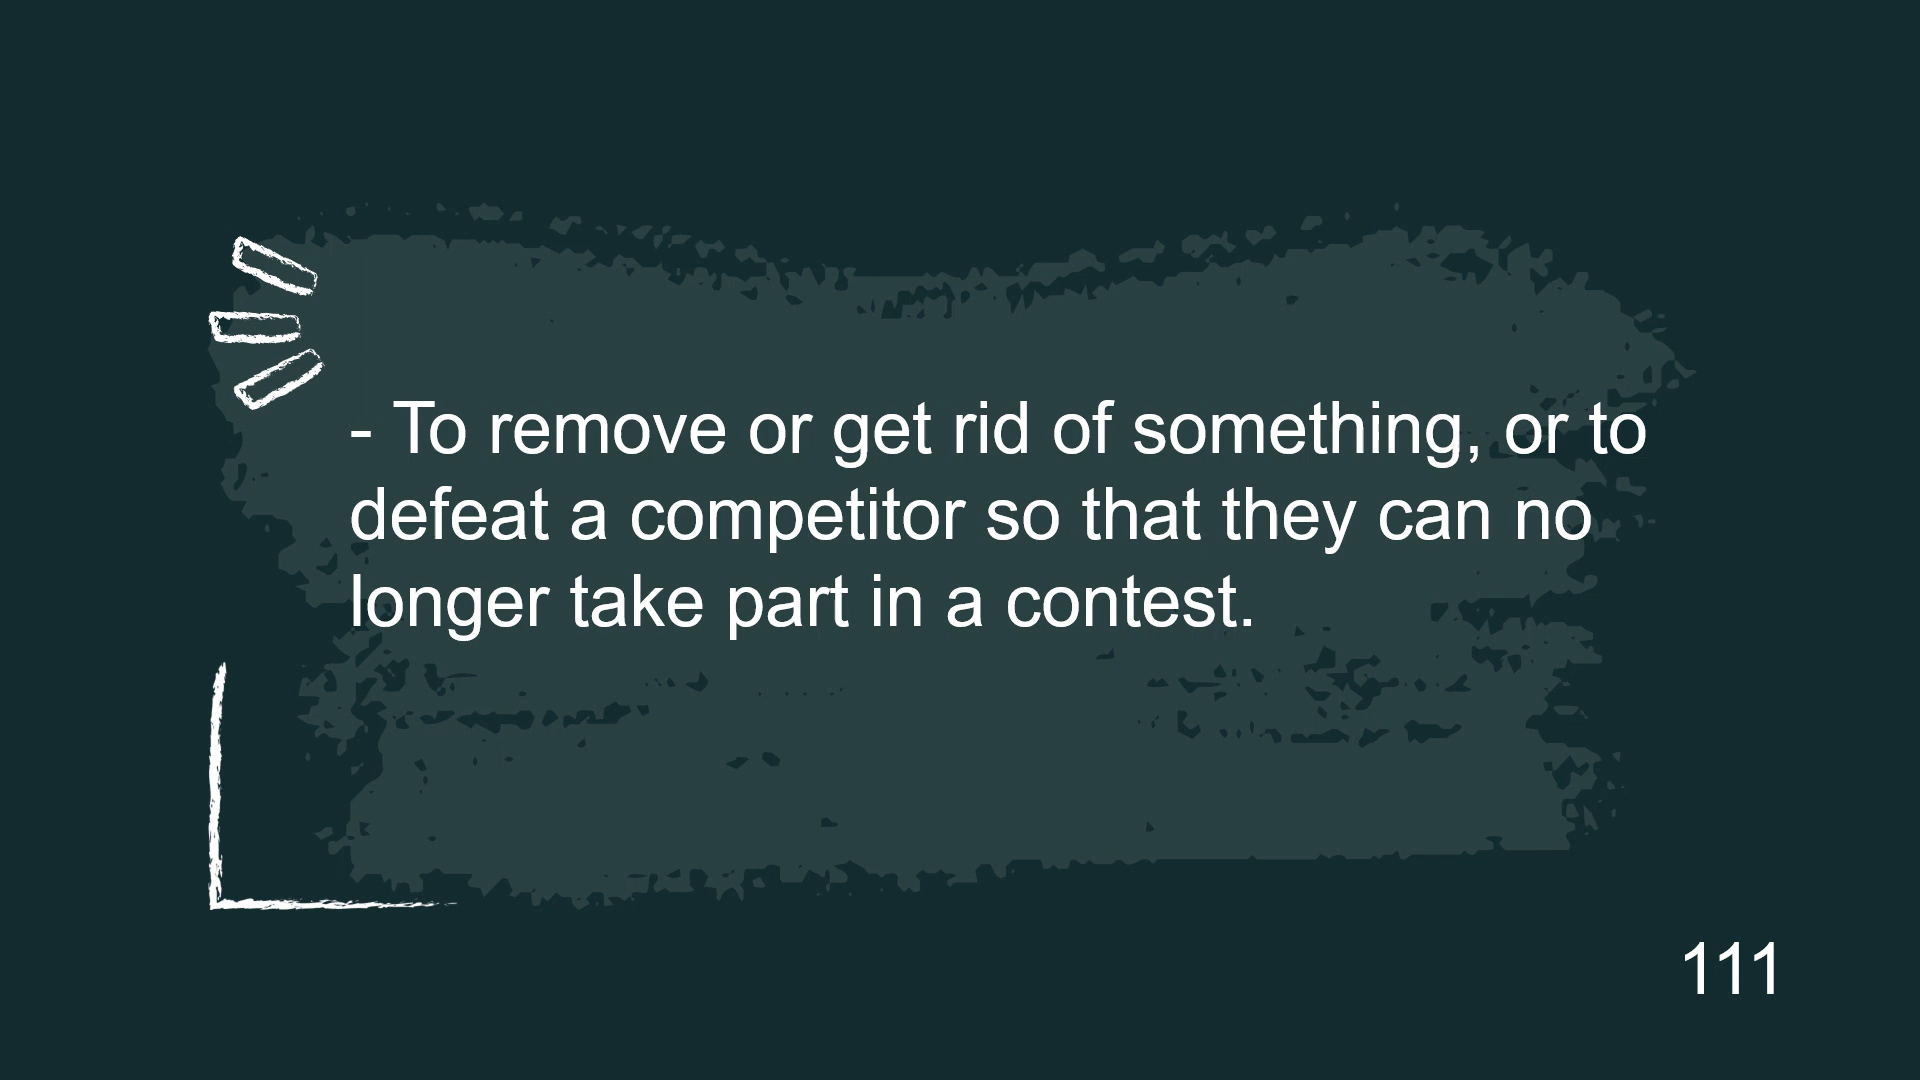 - To remove or get rid of something, or to
defeat a competitor so that they can no
longer take part in a contest.
111